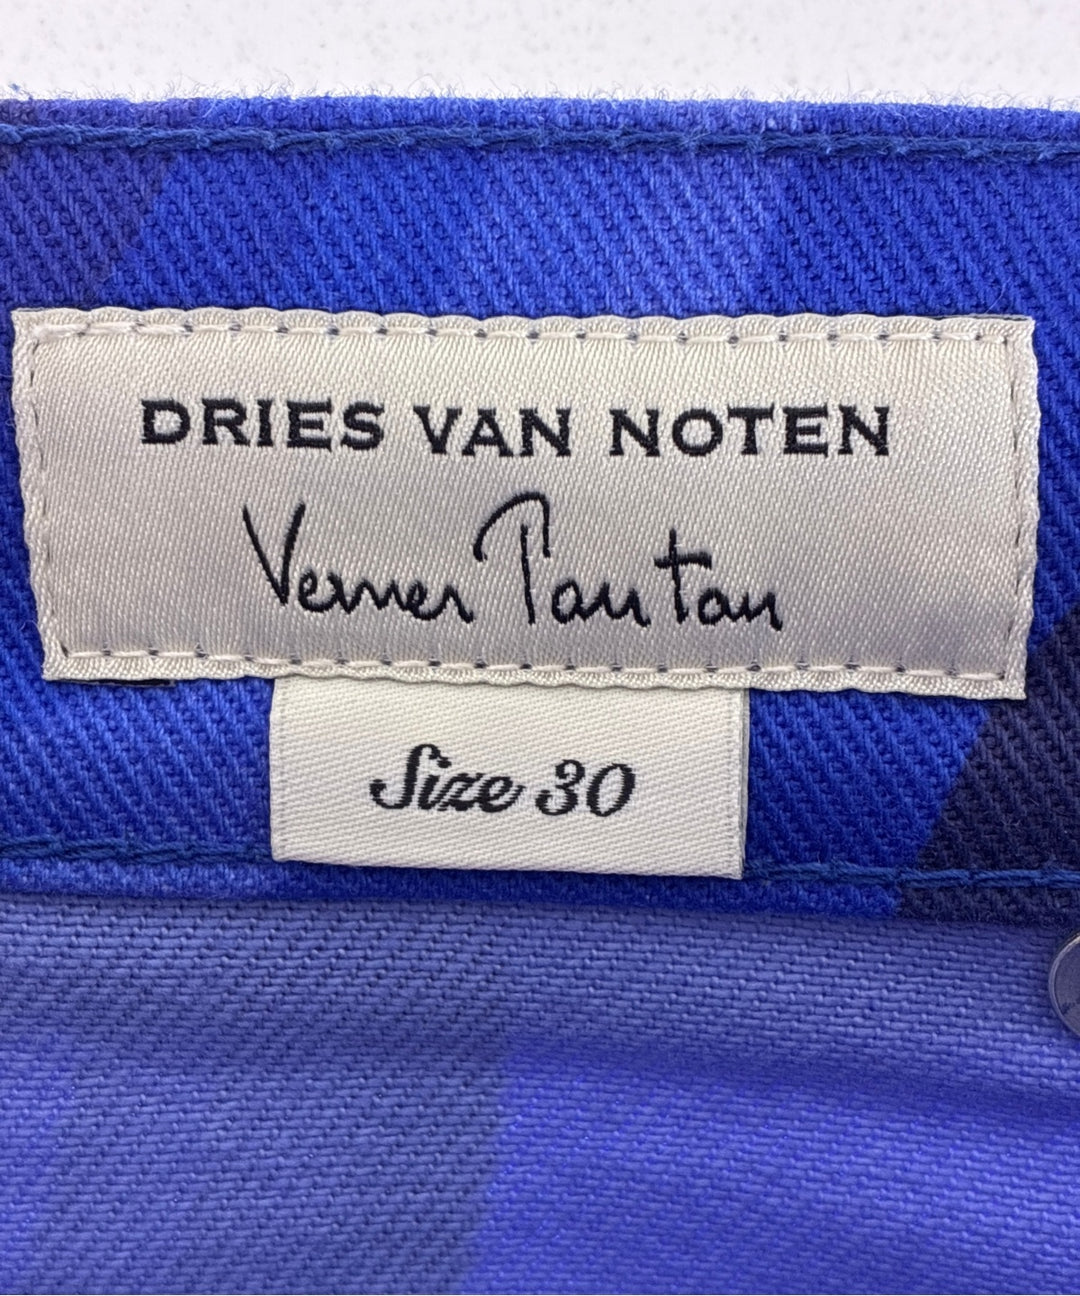 DRIES VAN NOTEN
Verner Panton
Size 30